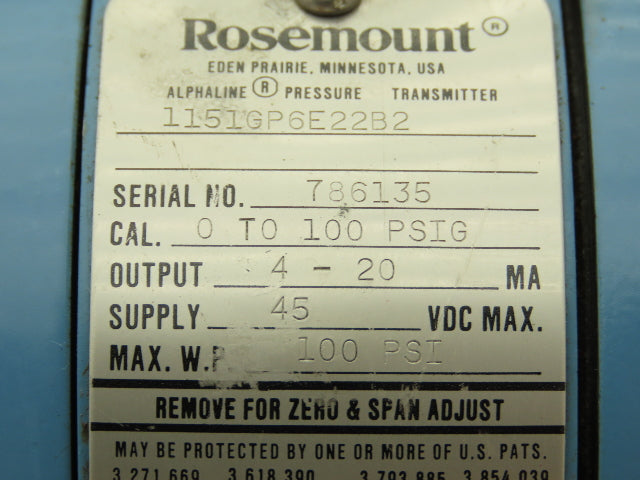 Rosemount®
EDEN PRAIRIE, MINNESOTA, USA
ALPHALINE ® PRESSURE TRANSMITTER
1151GP6E22B2
SERIAL NO. 786135
CAL. 0 TO 100 PSIG
OUTPUT 4 - 20 MA
SUPPLY 45 VDC MAX.
MAX. W.P 100 PSI
REMOVE FOR ZERO & SPAN ADJUST
MAY BE PROTECTED BY ONE OR MORE OF U.S. PATS.
3,271,669 3,618,390 3,793,885 3,854,039